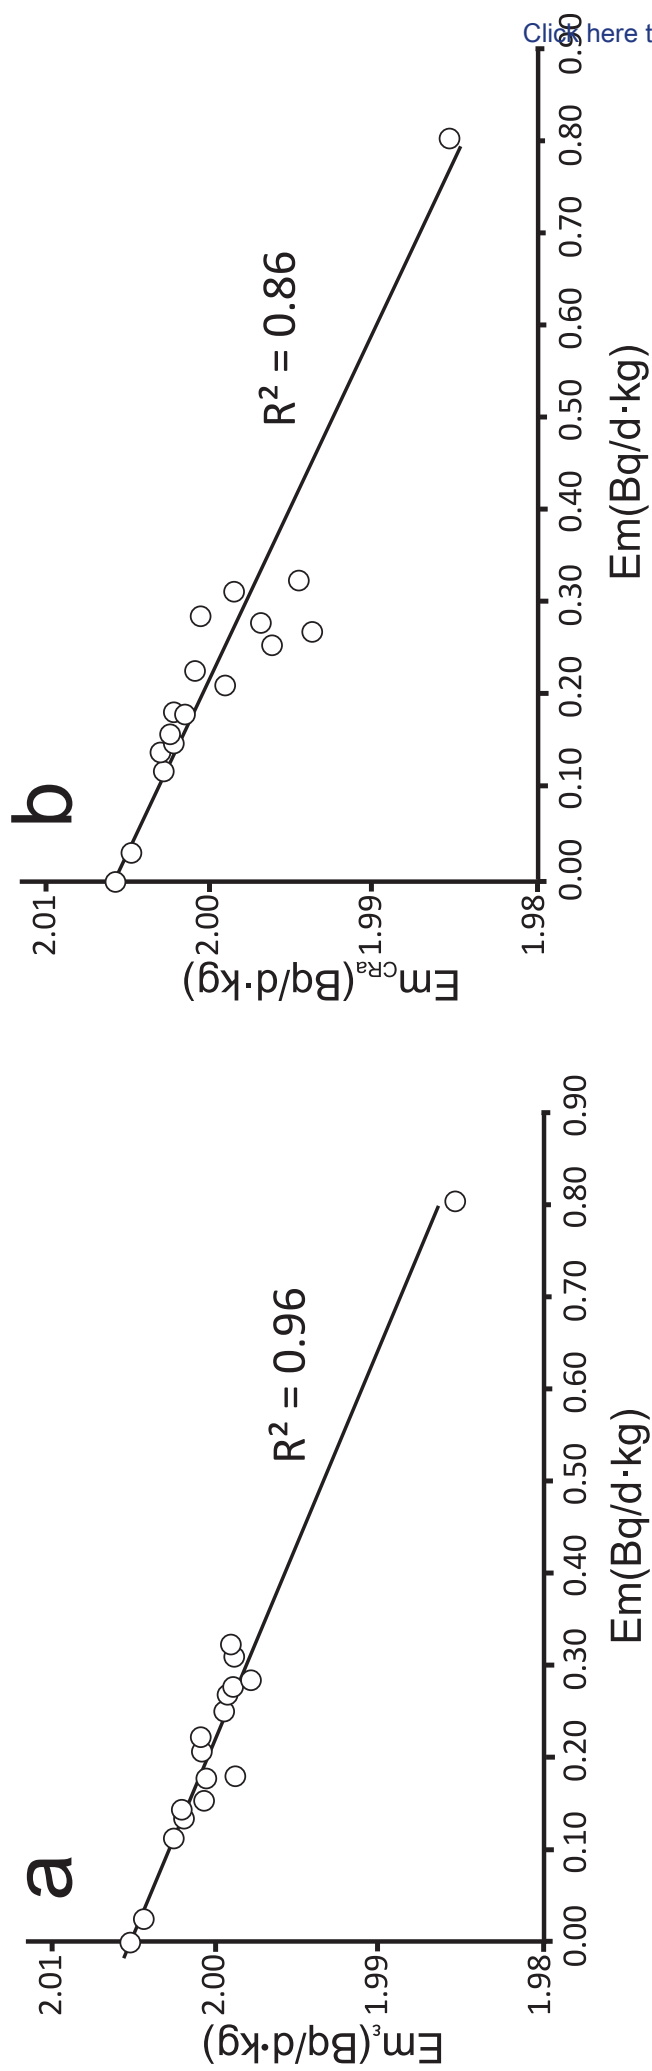 Click here t
a
R² = 0.96
2.01
2.00
1.99
1.98
Emε(Bq/d·kg)
0.00 0.10 0.20 0.30 0.40 0.50 0.60 0.70 0.80 0.90
Em(Bq/d·kg)
b
R² = 0.86
2.01
2.00
1.99
1.98
EmCRa(Bq/d·kg)
0.00 0.10 0.20 0.30 0.40 0.50 0.60 0.70 0.80 0.90
Em(Bq/d·kg)